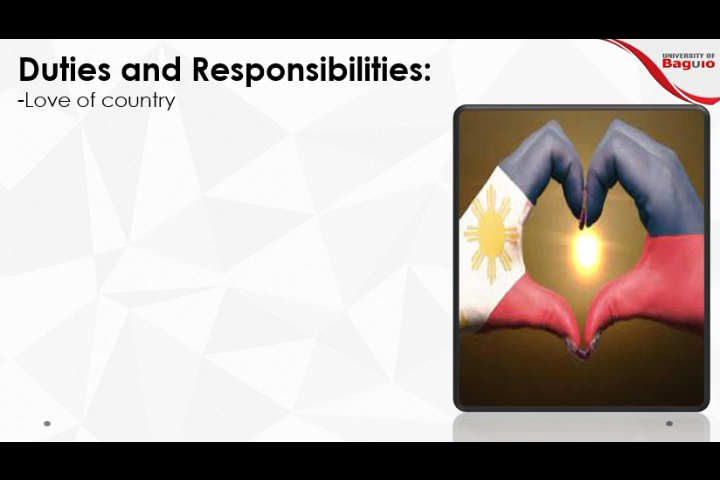 Duties and Responsibilities:
-Love of country
UNIVERSITY OF
Baguio